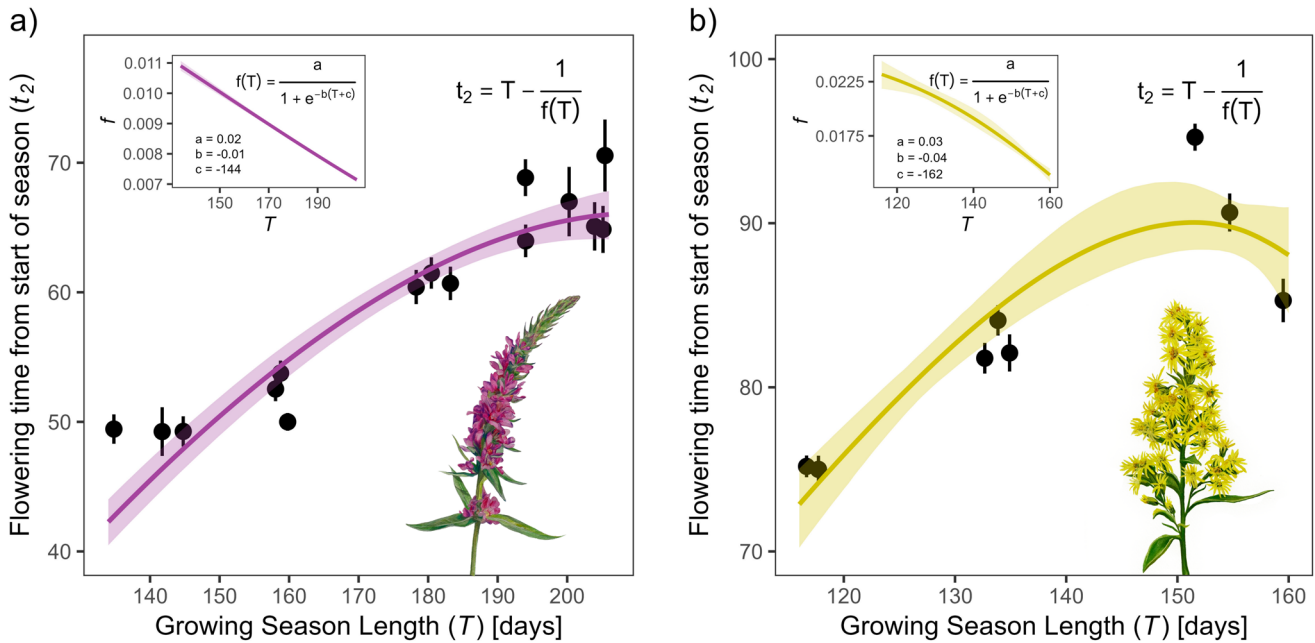 a)
Flowering time from start of season (t₂)
70
60
50
40
140 150 160 170 180 190 200
Growing Season Length (T) [days]
t₂ = T − 1/f(T)
f
0.011
0.010
0.009
0.008
0.007
150 170 190
T
f(T) = a/(1 + e^−b(T+c))
a = 0.02
b = -0.01
c = -144
b)
Flowering time from start of season (t₂)
100
90
80
70
120 130 140 150 160
Growing Season Length (T) [days]
t₂ = T − 1/f(T)
f
0.0225
0.0175
120 140 160
T
f(T) = a/(1 + e^−b(T+c))
a = 0.03
b = -0.04
c = -162